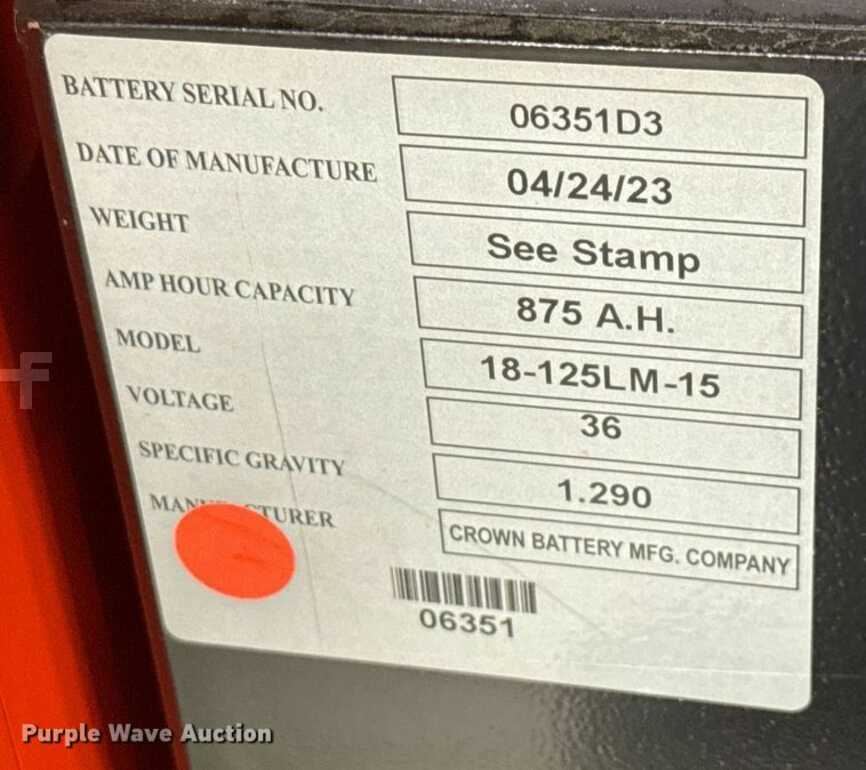 BATTERY SERIAL NO. 06351D3
DATE OF MANUFACTURE 04/24/23
WEIGHT See Stamp
AMP HOUR CAPACITY 875 A.H.
MODEL 18-125LM-15
VOLTAGE 36
SPECIFIC GRAVITY 1.290
MANUFACTURER CROWN BATTERY MFG. COMPANY
06351
Purple Wave Auction